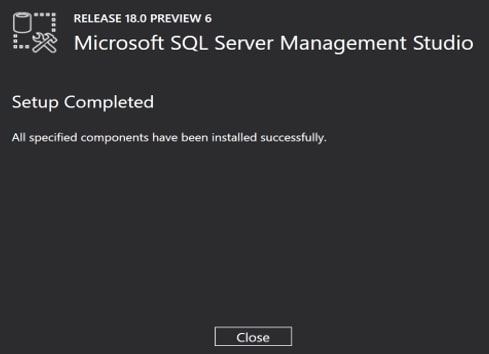 RELEASE 18.0 PREVIEW 6
Microsoft SQL Server Management Studio
Setup Completed
All specified components have been installed successfully.
Close